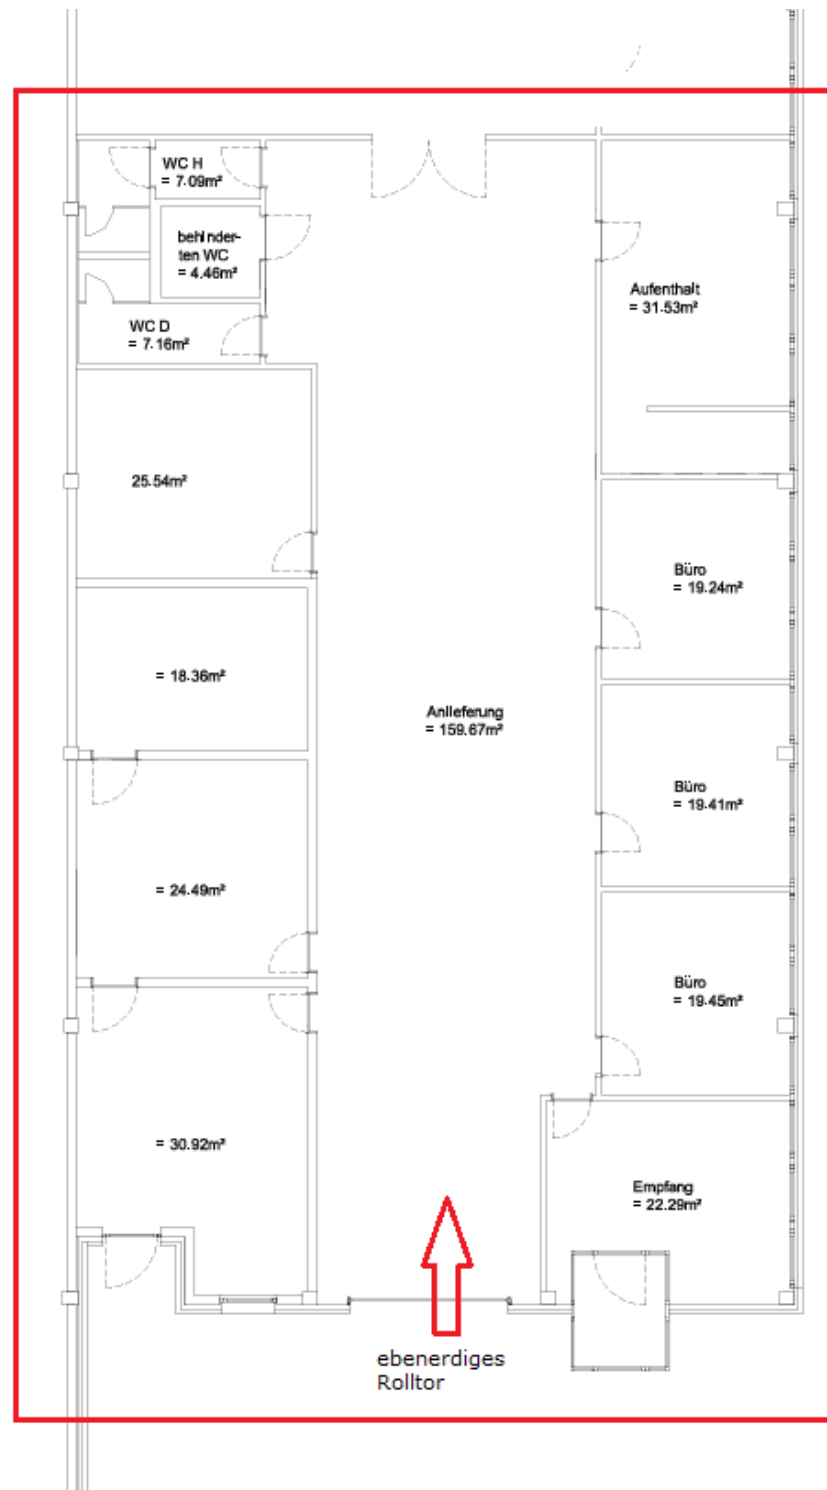 WC H
= 7.09m²
behinder-
ten WC
= 4.46m²
WC D
= 7.16m²
Aufenthalt
= 31.53m²
25.54m²
Büro
= 19.24m²
= 18.36m²
Anlieferung
= 159.67m²
Büro
= 19.41m²
= 24.49m²
Büro
= 19.45m²
= 30.92m²
Empfang
= 22.29m²
ebenerdiges
Rolltor